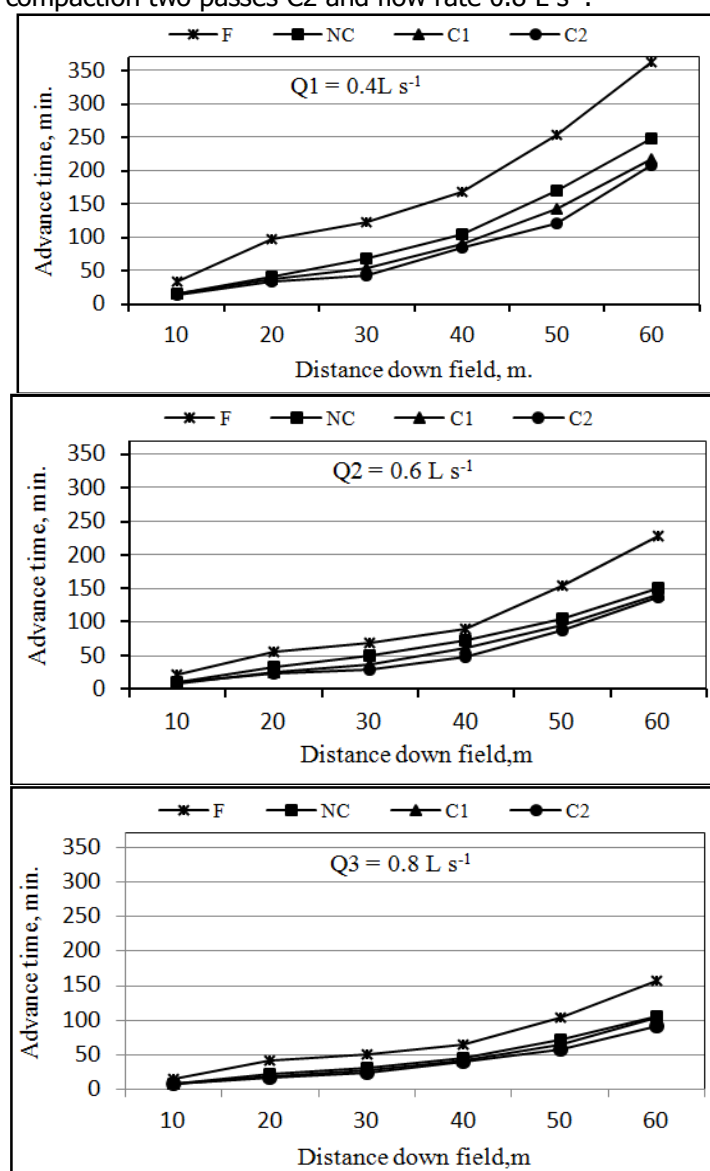 compaction two passes C2 and flow rate 0.8 L s⁻¹.
F NC C1 C2
Q1 = 0.4L s⁻¹
Advance time, min.
350
300
250
200
150
100
50
0
10 20 30 40 50 60
Distance down field, m.
F NC C1 C2
Q2 = 0.6 L s⁻¹
Advance time, min.
350
300
250
200
150
100
50
0
10 20 30 40 50 60
Distance down field,m
F NC C1 C2
Q3 = 0.8 L s⁻¹
Advance time, min.
350
300
250
200
150
100
50
0
10 20 30 40 50 60
Distance down field,m